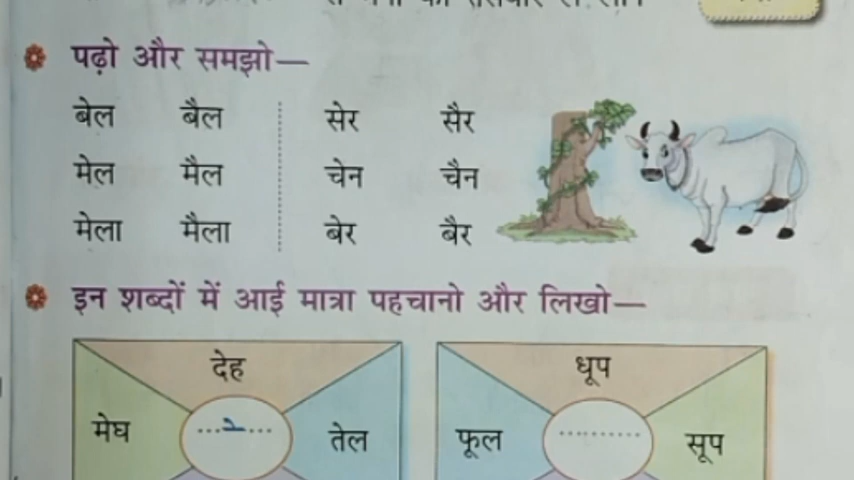 पढ़ो और समझो—
बेल बैल सेर सैर
मेल मैल चेन चैन
मेला मैला बेर बैर
इन शब्दों में आई मात्रा पहचानो और लिखो—
देह धूप
मेघ ...े... तेल फूल ......... सूप